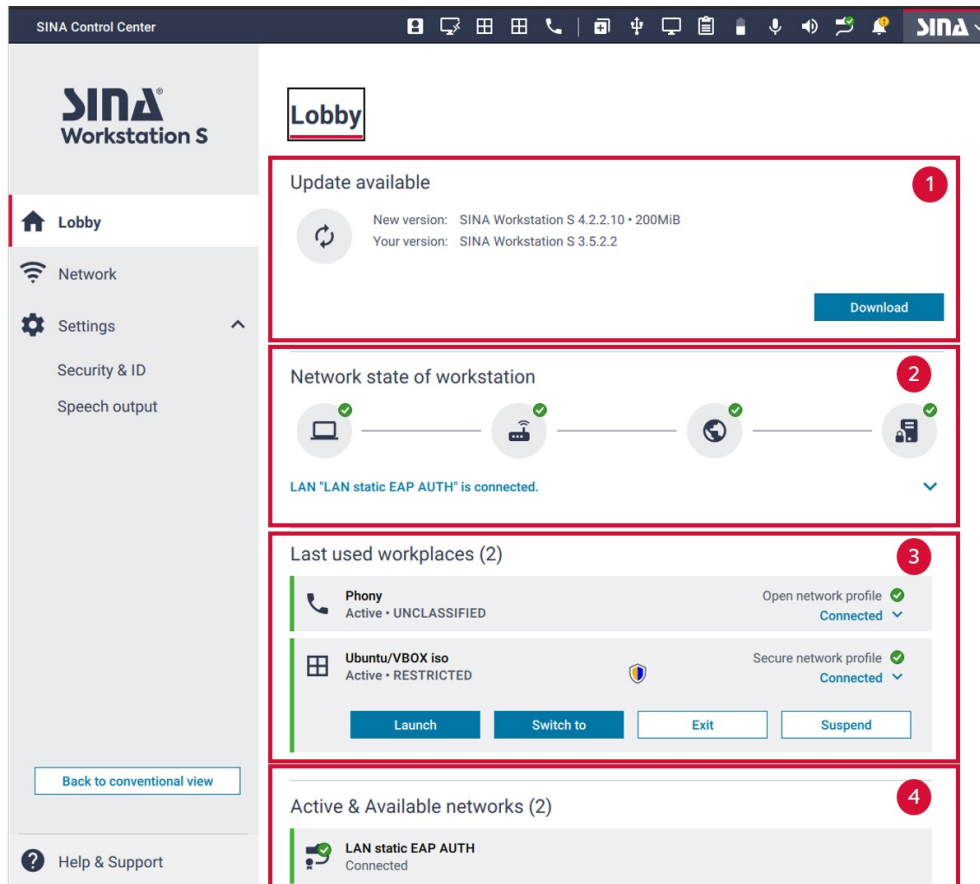 SINA Control Center
SINA
SINA®
Workstation S
Lobby
Network
Settings
Security & ID
Speech output
Back to conventional view
Help & Support
Lobby
Update available
1
New version: SINA Workstation S 4.2.2.10 • 200MiB
Your version: SINA Workstation S 3.5.2.2
Download
Network state of workstation
2
LAN "LAN static EAP AUTH" is connected.
Last used workplaces (2)
3
Phony
Active • UNCLASSIFIED
Open network profile
Connected
Ubuntu/VBOX iso
Active • RESTRICTED
Secure network profile
Connected
Launch Switch to Exit Suspend
Active & Available networks (2)
4
LAN static EAP AUTH
Connected